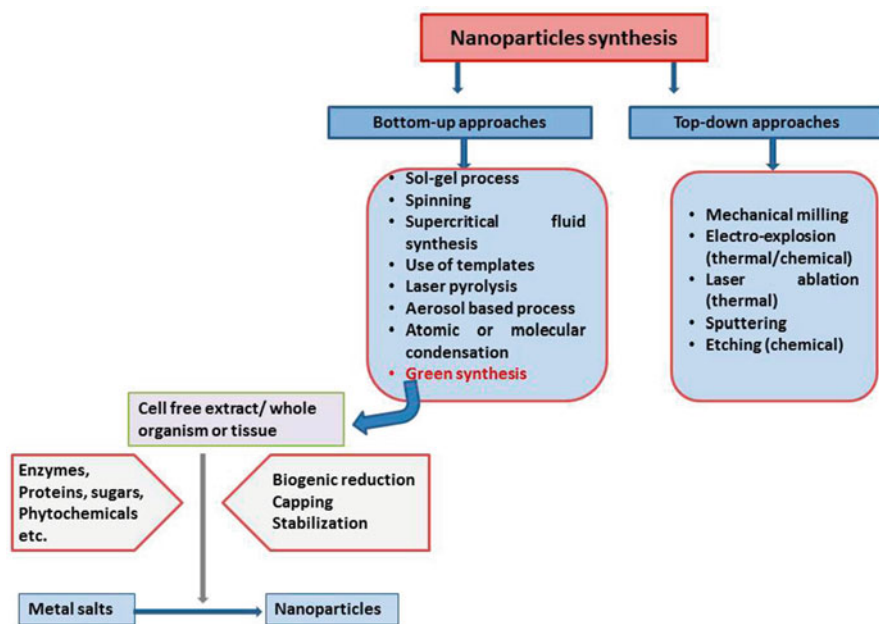 Nanoparticles synthesis
Bottom-up approaches
Top-down approaches
• Sol-gel process
• Spinning
• Supercritical fluid
synthesis
• Use of templates
• Laser pyrolysis
• Aerosol based process
• Atomic or molecular
condensation
• Green synthesis
• Mechanical milling
• Electro-explosion
(thermal/chemical)
• Laser ablation
(thermal)
• Sputtering
• Etching (chemical)
Cell free extract/ whole
organism or tissue
Enzymes,
Proteins, sugars,
Phytochemicals
etc.
Biogenic reduction
Capping
Stabilization
Metal salts
Nanoparticles